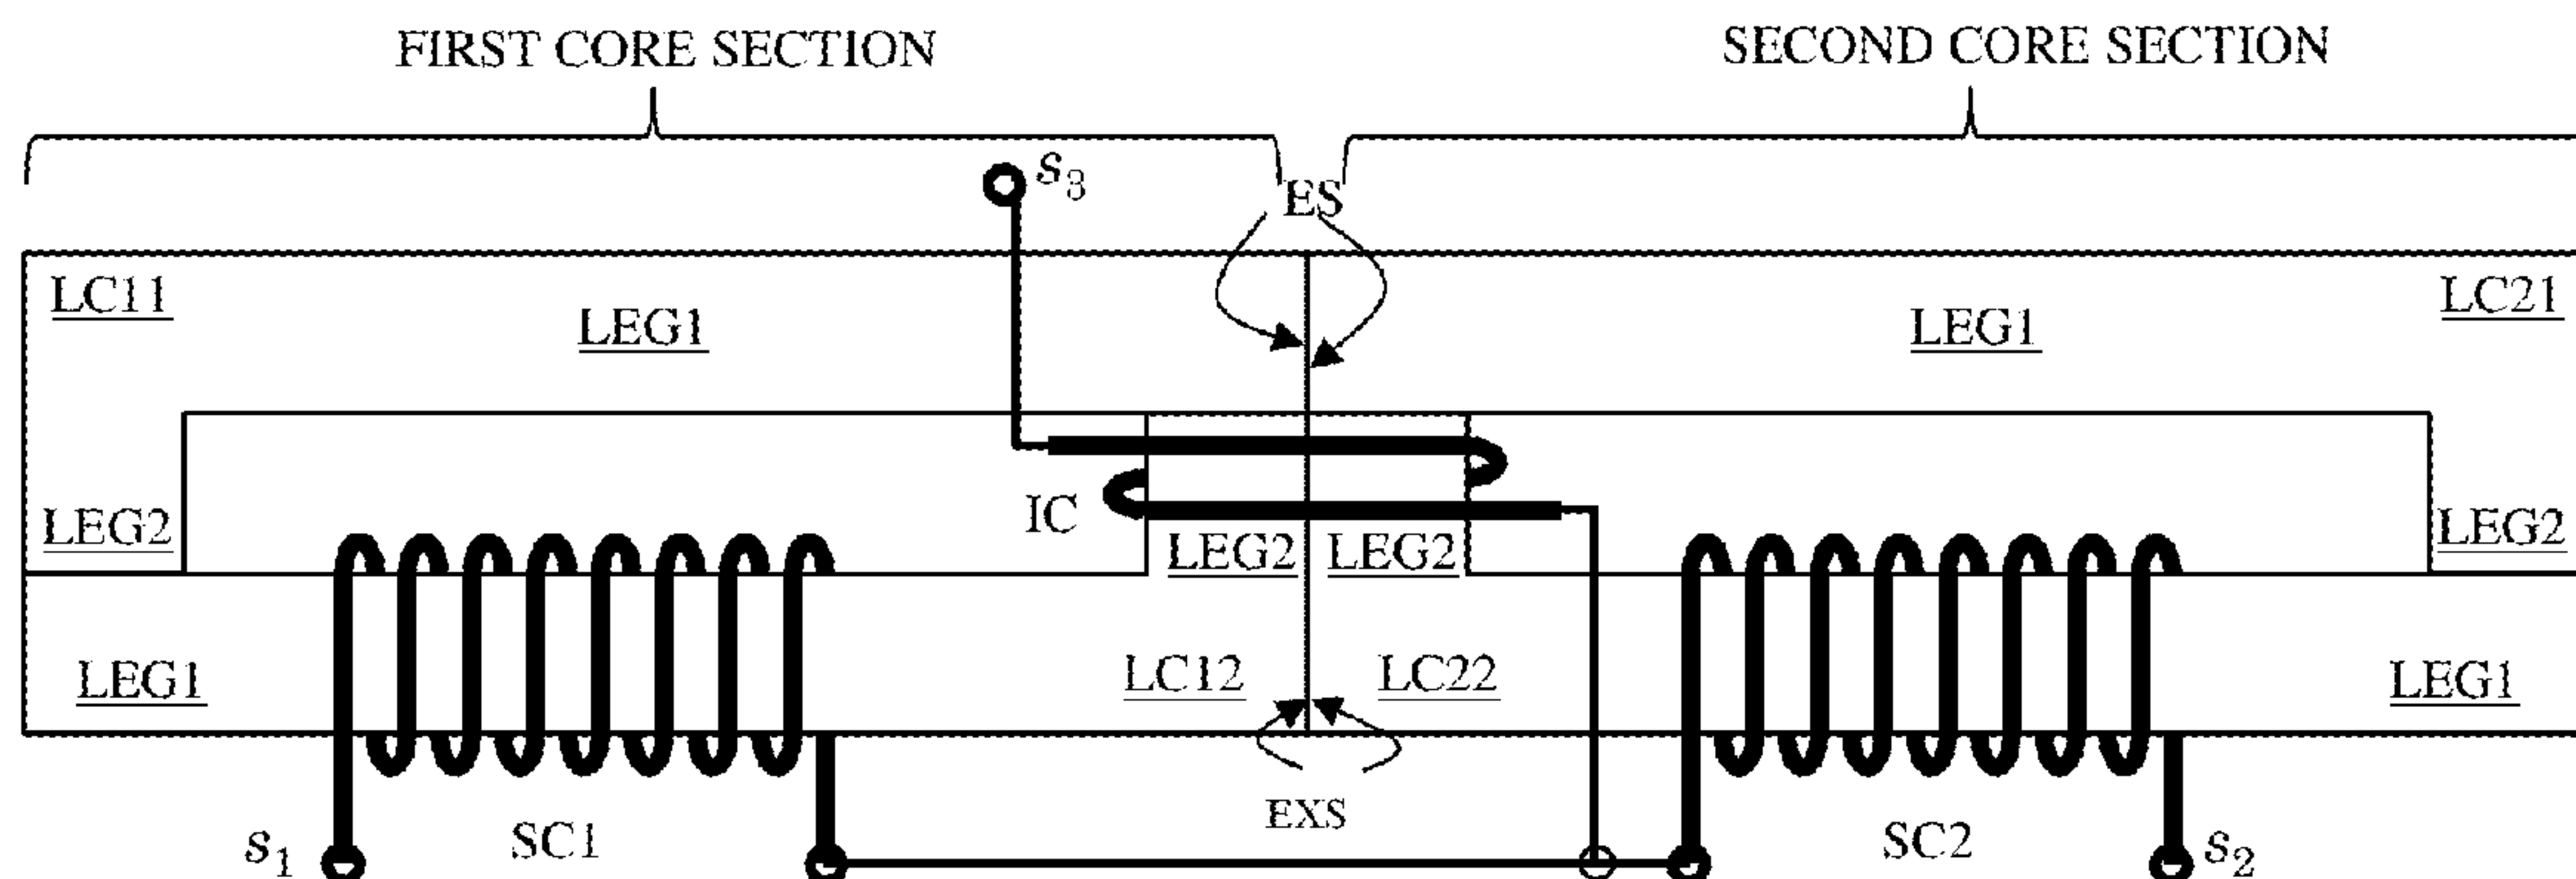 FIRST CORE SECTION
SECOND CORE SECTION
s₃
ES
LC11
LEG1
LEG1
LC21
IC
LEG2
LEG2
LEG2
LEG2
LEG1
LC12
LC22
LEG1
EXS
s₁
SC1
SC2
s₂